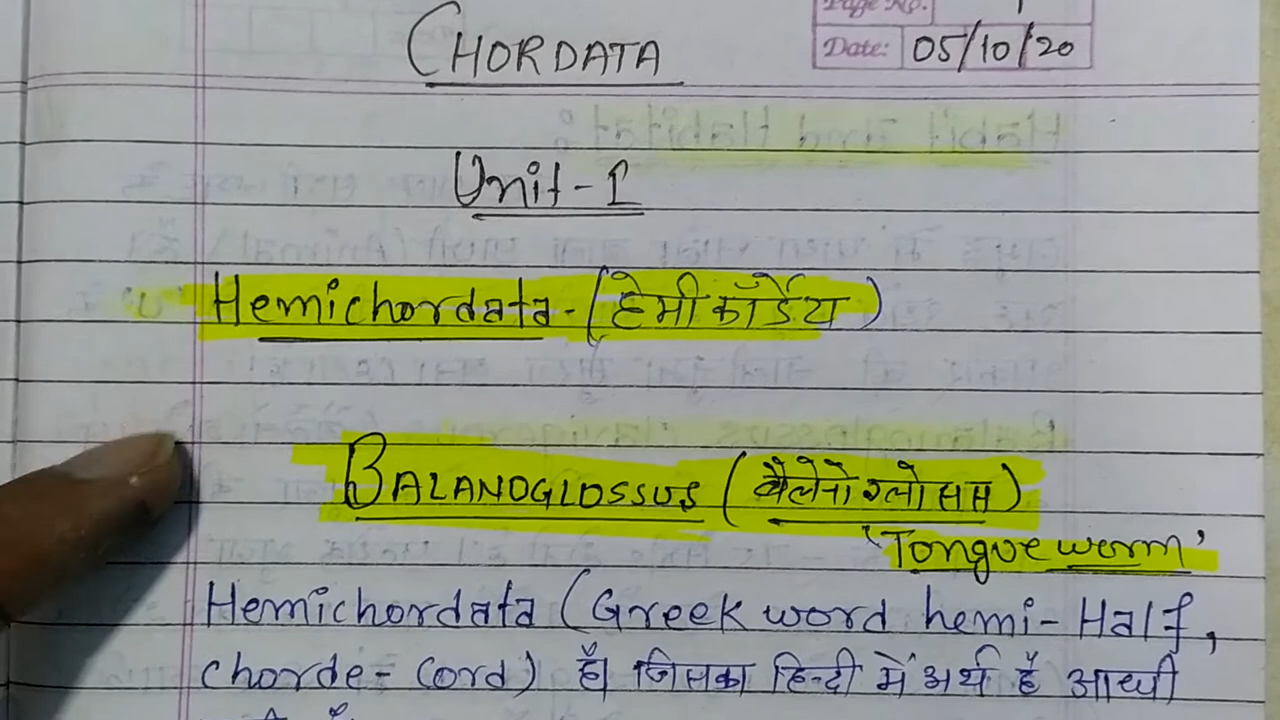 Page No.
CHORDATA
Date: 05/10/20
Unit-I
Hemichordata-(हेमीकॉर्डेटा)
BALANOGLOSSUS (बैलेनोग्लोसस)
'Tongue worm'
Hemichordata (Greek word hemi-Half,
chorde-Cord) है। जिसका हिन्दी में अर्थ है आधी